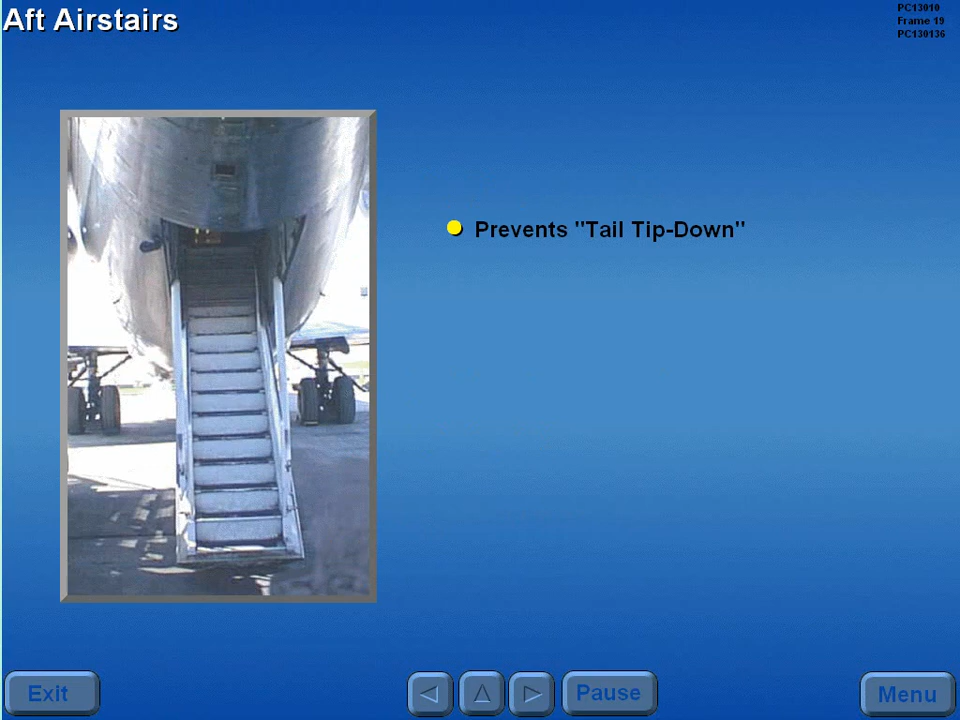 Aft Airstairs
PC13010
Frame 19
PC130136
Prevents "Tail Tip-Down"
Exit
Pause
Menu